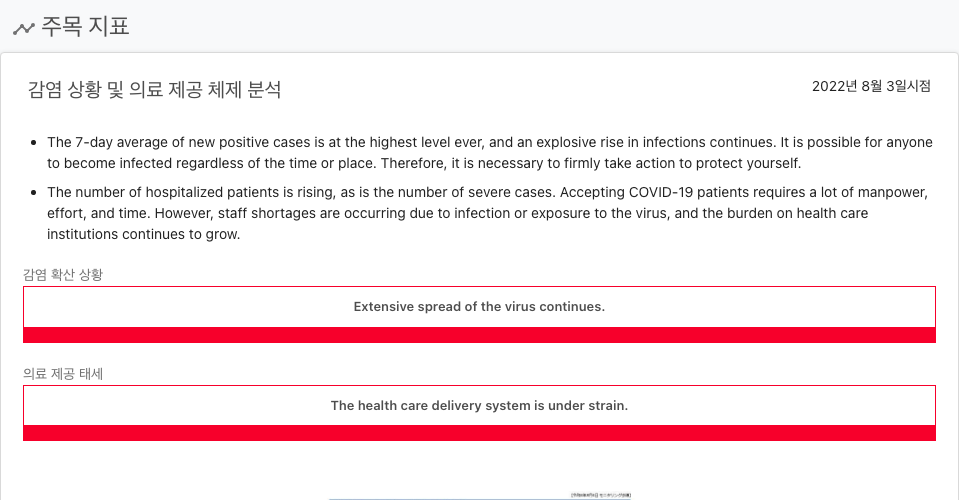 주목 지표
감염 상황 및 의료 제공 체제 분석
2022년 8월 3일시점
The 7-day average of new positive cases is at the highest level ever, and an explosive rise in infections continues. It is possible for anyone
to become infected regardless of the time or place. Therefore, it is necessary to firmly take action to protect yourself.
The number of hospitalized patients is rising, as is the number of severe cases. Accepting COVID-19 patients requires a lot of manpower,
effort, and time. However, staff shortages are occurring due to infection or exposure to the virus, and the burden on health care
institutions continues to grow.
감염 확산 상황
Extensive spread of the virus continues.
의료 제공 태세
The health care delivery system is under strain.